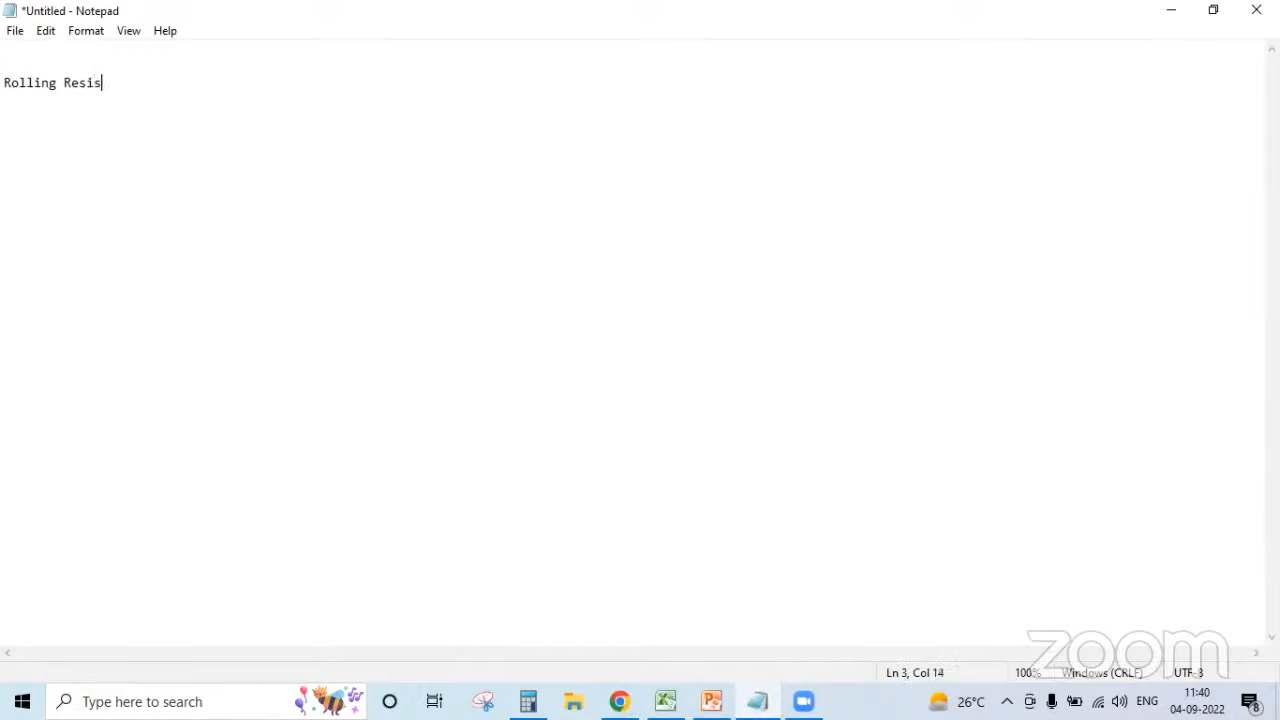 *Untitled - Notepad
File Edit Format View Help
Rolling Resis
zoom
Ln 3, Col 14 100% Windows (CRLF) UTF-8
Type here to search 26°C ENG 11:40
04-09-2022 8